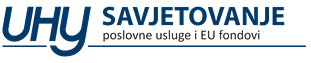 UHY SAVJETOVANJE
poslovne usluge i EU fondovi